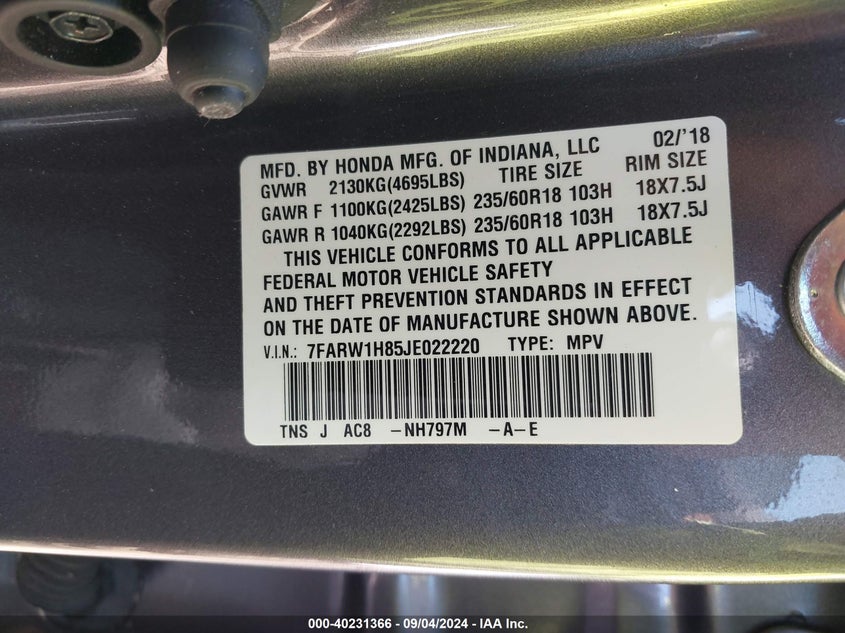 MFD. BY HONDA MFG. OF INDIANA, LLC 02/'18
GVWR 2130KG(4695LBS) TIRE SIZE RIM SIZE
GAWR F 1100KG(2425LBS) 235/60R18 103H 18X7.5J
GAWR R 1040KG(2292LBS) 235/60R18 103H 18X7.5J
THIS VEHICLE CONFORMS TO ALL APPLICABLE
FEDERAL MOTOR VEHICLE SAFETY
AND THEFT PREVENTION STANDARDS IN EFFECT
ON THE DATE OF MANUFACTURE SHOWN ABOVE.
V.I.N.: 7FARW1H85JE022220 TYPE: MPV
TNS J AC8 -NH797M -A-E
000-40231366 - 09/04/2024 - IAA Inc.